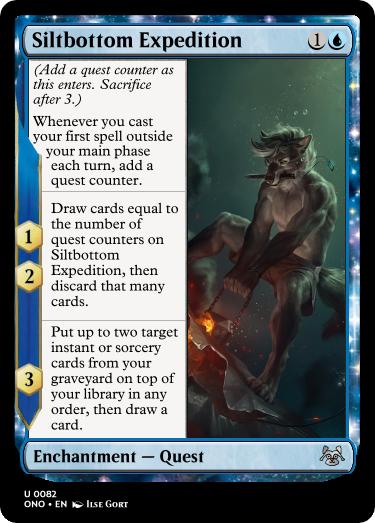 Siltbottom Expedition 1
(Add a quest counter as
this enters. Sacrifice
after 3.)
Whenever you cast
your first spell outside
your main phase
each turn, add a
quest counter.
1
2
Draw cards equal to
the number of
quest counters on
Siltbottom
Expedition, then
discard that many
cards.
3
Put up to two target
instant or sorcery
cards from your
graveyard on top of
your library in any
order, then draw a
card.
Enchantment — Quest
U 0082
ONO • EN Ilse Gort